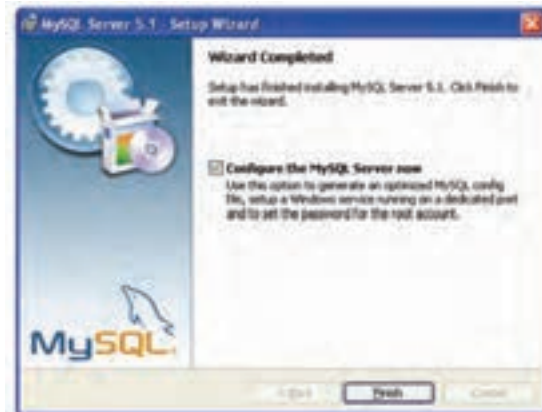 MySQL Server 5.1 - Setup Wizard
Wizard Completed
Setup has finished installing MySQL Server 5.1. Click Finish to
exit the wizard.
Configure the MySQL Server now
Use this option to generate an optimized MySQL config
file, setup a Windows service running on a dedicated port
and to set the password for the root account.
MySQL
< Back Finish Cancel